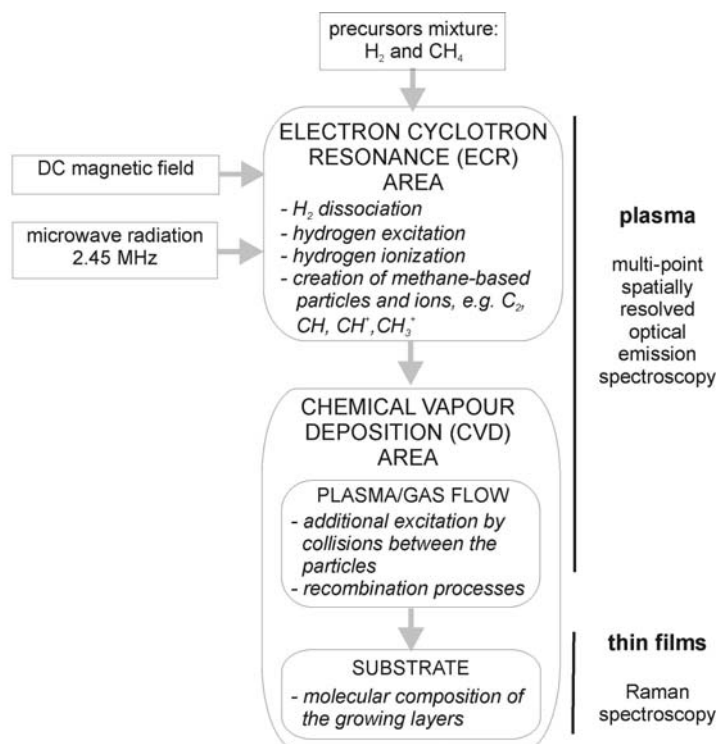 precursors mixture:
H₂ and CH₄
ELECTRON CYCLOTRON
RESONANCE (ECR)
AREA
- H₂ dissociation
- hydrogen excitation
- hydrogen ionization
- creation of methane-based
particles and ions, e.g. C₂,
CH, CH⁺,CH₃⁺
DC magnetic field
microwave radiation
2.45 MHz
CHEMICAL VAPOUR
DEPOSITION (CVD)
AREA
PLASMA/GAS FLOW
- additional excitation by
collisions between the
particles
- recombination processes
SUBSTRATE
- molecular composition of
the growing layers
plasma
multi-point
spatially
resolved
optical
emission
spectroscopy
thin films
Raman
spectroscopy